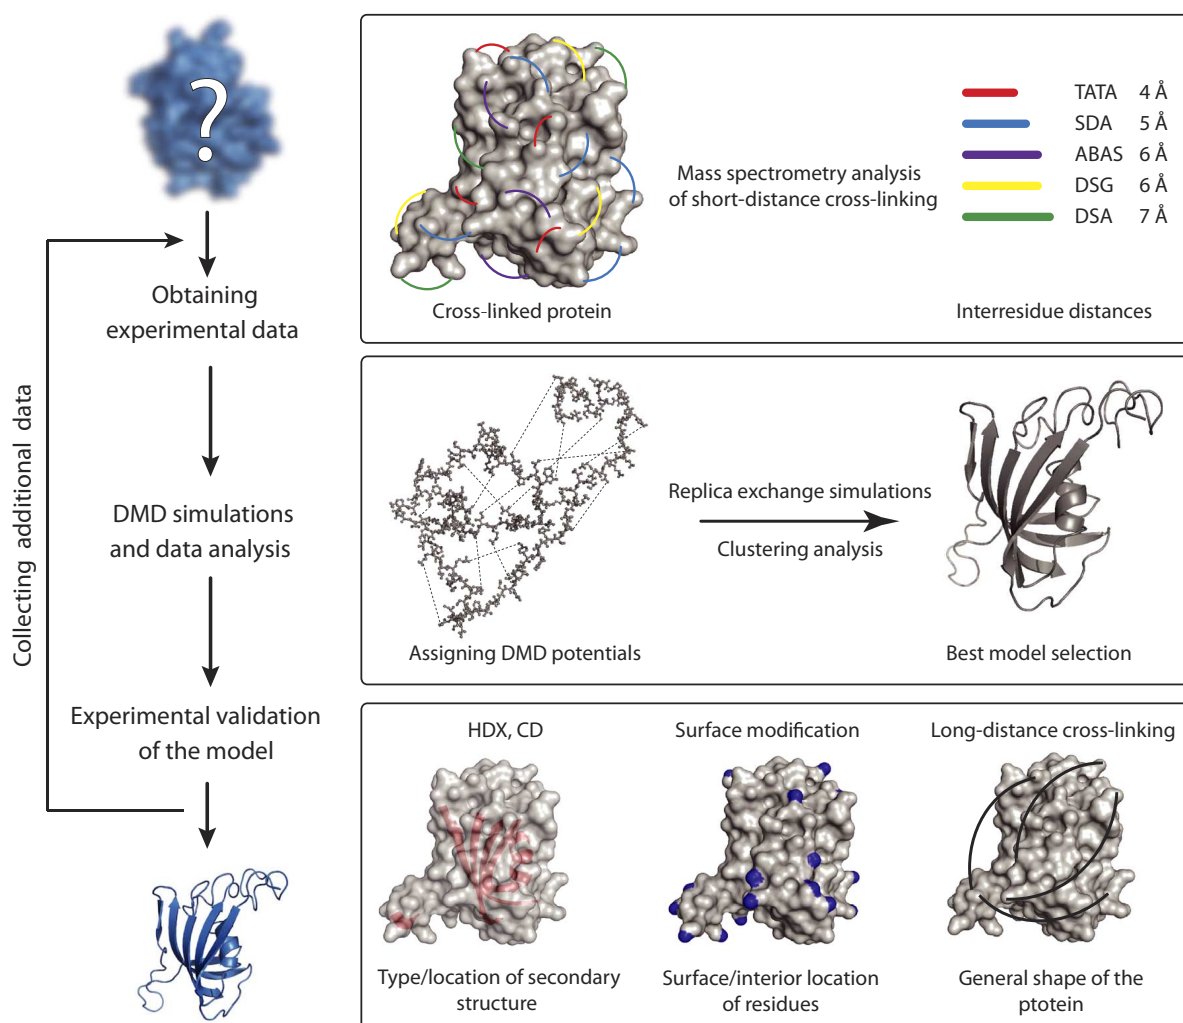 ?
Obtaining
experimental data
DMD simulations
and data analysis
Experimental validation
of the model
Collecting additional data
Mass spectrometry analysis
of short-distance cross-linking
TATA 4 Å
SDA 5 Å
ABAS 6 Å
DSG 6 Å
DSA 7 Å
Cross-linked protein
Interresidue distances
Replica exchange simulations
Clustering analysis
Assigning DMD potentials
Best model selection
HDX, CD
Surface modification
Long-distance cross-linking
Type/location of secondary
structure
Surface/interior location
of residues
General shape of the
ptotein